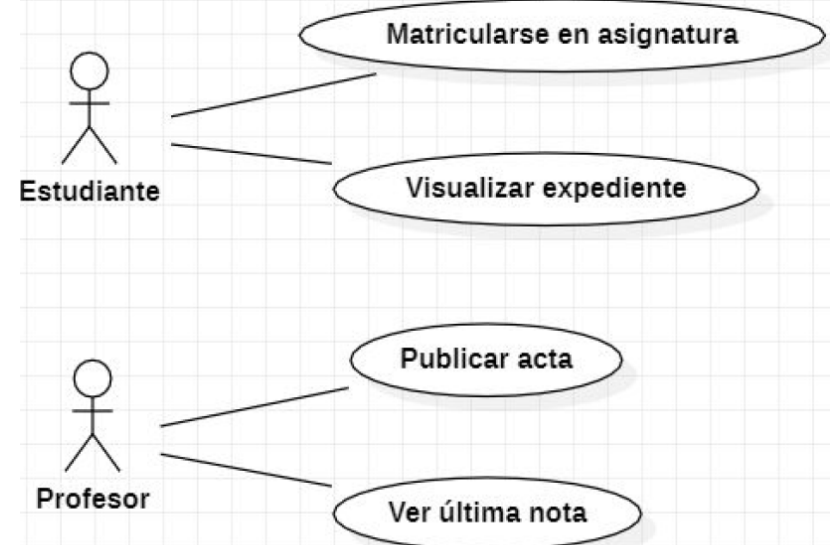 Matricularse en asignatura
Estudiante
Visualizar expediente
Publicar acta
Profesor
Ver última nota